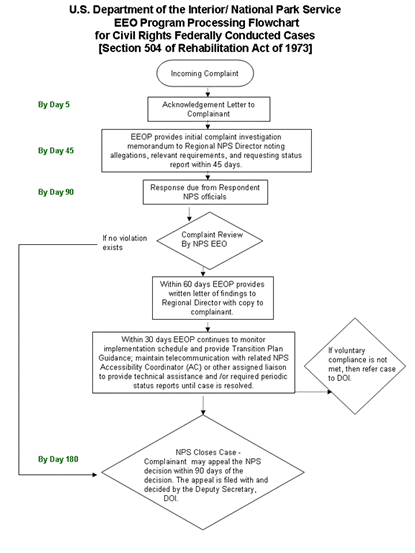 U.S. Department of the Interior/ National Park Service
EEO Program Processing Flowchart
for Civil Rights Federally Conducted Cases
[Section 504 of Rehabilitation Act of 1973]
Incoming Complaint
By Day 5
Acknowledgement Letter to
Complainant
By Day 45
EEOP provides initial complaint investigation
memorandum to Regional NPS Director noting
allegations, relevant requirements, and requesting status
report within 45 days.
By Day 90
Response due from Respondent
NPS officials
If no violation
exists
Complaint Review
By NPS EEO
Within 60 days EEOP provides
written letter of findings to
Regional Director with copy to
complainant.
Within 30 days EEOP continues to monitor
implementation schedule and provide Transition Plan
Guidance; maintain telecommunication with related NPS
Accessibility Coordinator (AC) or other assigned liaison
to provide technical assistance and /or required periodic
status reports until case is resolved.
If voluntary
compliance is not
met, then refer case
to DOI.
By Day 180
NPS Closes Case -
Complainant may appeal the NPS
decision within 90 days of the
decision. The appeal is filed with and
decided by the Deputy Secretary,
DOI.